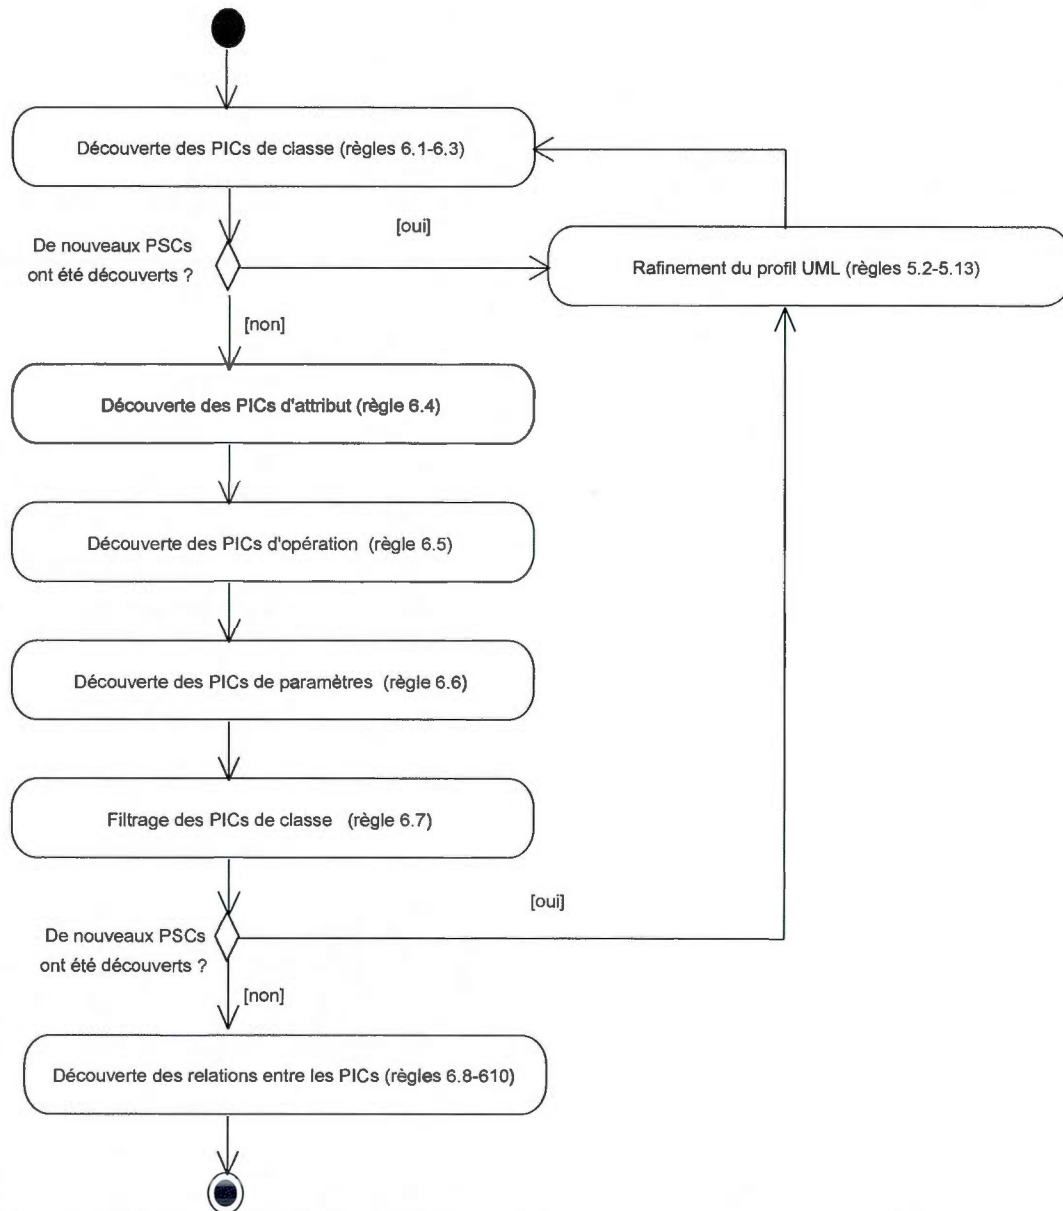 Découverte des PICs de classe (règles 6.1-6.3)
De nouveaux PSCs
ont été découverts ?
[oui]
Rafinement du profil UML (règles 5.2-5.13)
[non]
Découverte des PICs d'attribut (règle 6.4)
Découverte des PICs d'opération (règle 6.5)
Découverte des PICs de paramètres (règle 6.6)
Filtrage des PICs de classe (règle 6.7)
[oui]
De nouveaux PSCs
ont été découverts ?
[non]
Découverte des relations entre les PICs (règles 6.8-610)